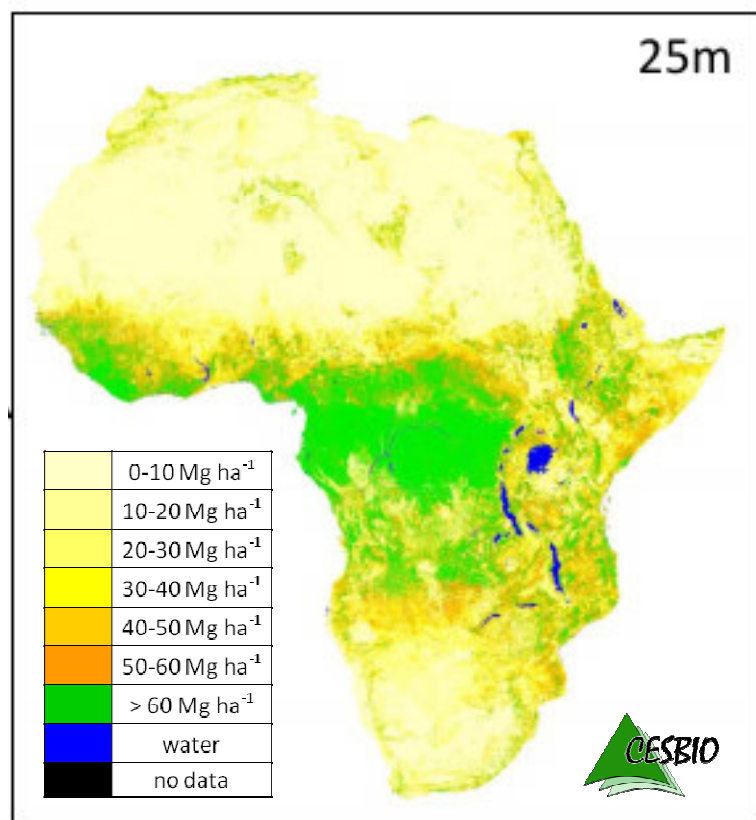 25m
0-10 Mg ha⁻¹
10-20 Mg ha⁻¹
20-30 Mg ha⁻¹
30-40 Mg ha⁻¹
40-50 Mg ha⁻¹
50-60 Mg ha⁻¹
> 60 Mg ha⁻¹
water
no data
CESBIO